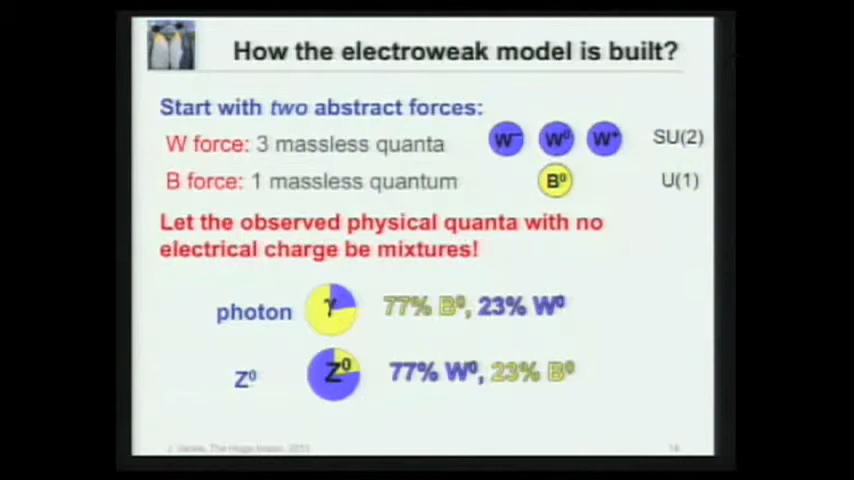 How the electroweak model is built?
Start with two abstract forces:
W force: 3 massless quanta W⁻ W⁰ W⁺ SU(2)
B force: 1 massless quantum B⁰ U(1)
Let the observed physical quanta with no
electrical charge be mixtures!
photon γ 77% B⁰, 23% W⁰
Z⁰ Z⁰ 77% W⁰, 23% B⁰